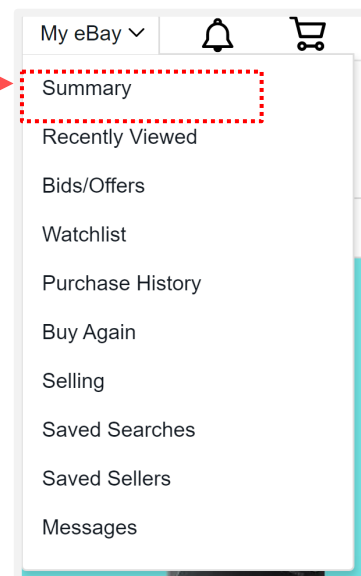 My eBay
Summary
Recently Viewed
Bids/Offers
Watchlist
Purchase History
Buy Again
Selling
Saved Searches
Saved Sellers
Messages